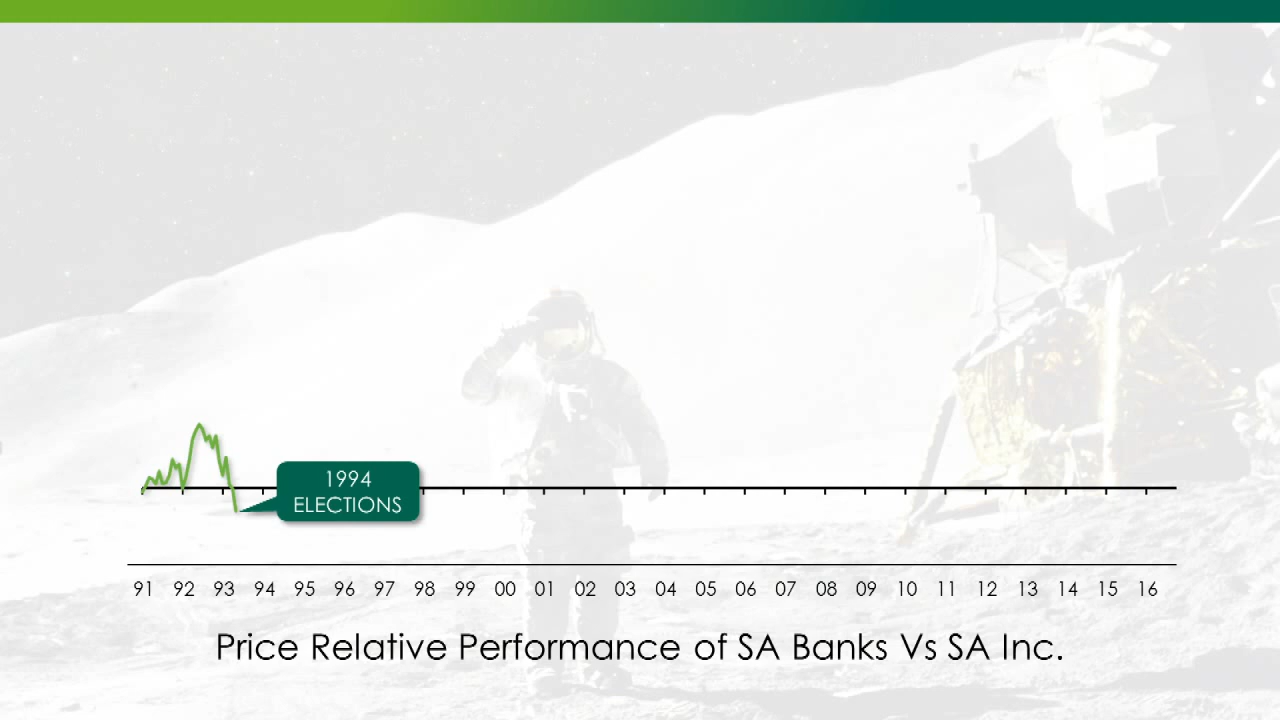 1994
ELECTIONS
91 92 93 94 95 96 97 98 99 00 01 02 03 04 05 06 07 08 09 10 11 12 13 14 15 16
Price Relative Performance of SA Banks Vs SA Inc.